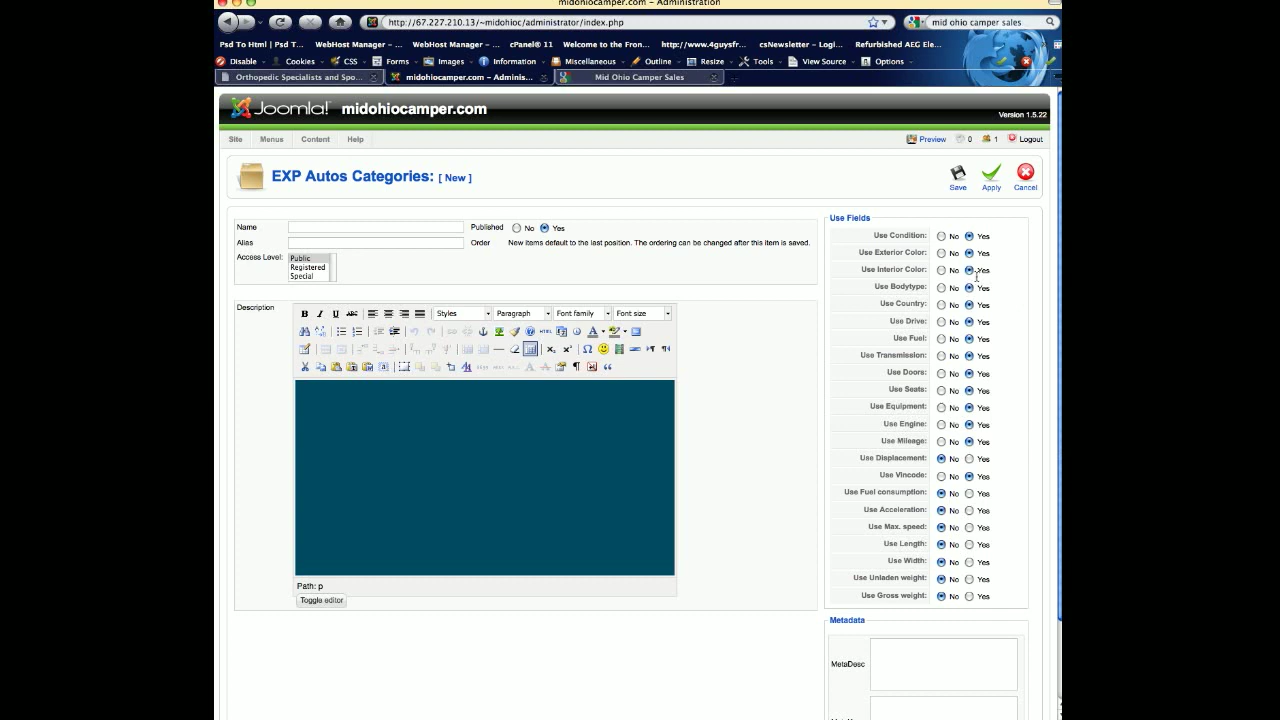 midohiocamper.com - Administration
http://67.227.210.13/~midohioc/administrator/index.php
mid ohio camper sales
Psd To Html | Psd T... WebHost Manager – ... WebHost Manager – ... cPanel® 11 Welcome to the Fron... http://www.4guysfr... csNewsletter – Logi... Refurbished AEG Ele...
Disable Cookies CSS Forms Images Information Miscellaneous Outline Resize Tools View Source Options
Orthopedic Specialists and Spo... midohiocamper.com – Adminis... Mid Ohio Camper Sales
Joomla! midohiocamper.com
Version 1.5.22
Site Menus Content Help Preview 0 1 Logout
EXP Autos Categories: [ New ]
Save Apply Cancel
Name
Published No Yes
Alias
Order New items default to the last position. The ordering can be changed after this item is saved.
Access Level:
Public
Registered
Special
Description
B I U ABC Styles Paragraph Font family Font size
HTML
Path: p
Toggle editor
Use Fields
Use Condition: No Yes
Use Exterior Color: No Yes
Use Interior Color: No Yes
Use Bodytype: No Yes
Use Country: No Yes
Use Drive: No Yes
Use Fuel: No Yes
Use Transmission: No Yes
Use Doors: No Yes
Use Seats: No Yes
Use Equipment: No Yes
Use Engine: No Yes
Use Mileage: No Yes
Use Displacement: No Yes
Use Vincode: No Yes
Use Fuel consumption: No Yes
Use Acceleration: No Yes
Use Max. speed: No Yes
Use Length: No Yes
Use Width: No Yes
Use Unladen weight: No Yes
Use Gross weight: No Yes
Metadata
MetaDesc